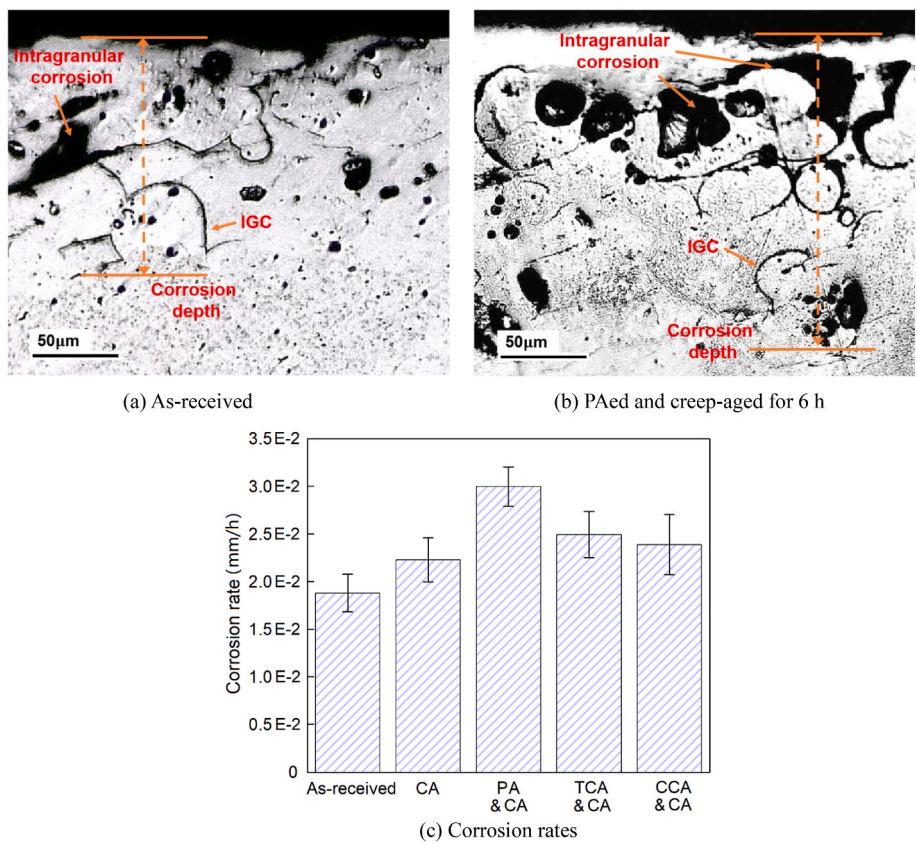 Intragranular
corrosion
IGC
Corrosion
depth
50μm
(a) As-received
Intragranular
corrosion
IGC
Corrosion
depth
50μm
(b) PAed and creep-aged for 6 h
Corrosion rate (mm/h)
3.5E-2
3.0E-2
2.5E-2
2.0E-2
1.5E-2
1.0E-2
0.5E-2
0
As-received CA PA TCA CCA
& CA & CA & CA
(c) Corrosion rates